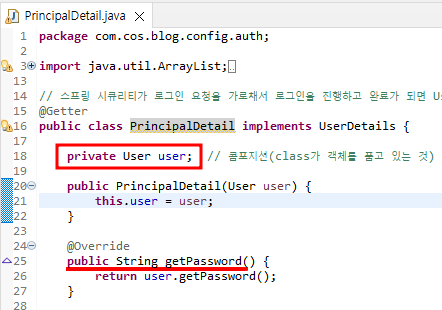 PrincipalDetail.java
1 package com.cos.blog.config.auth;
2
3 import java.util.ArrayList;
13
14 // 스프링 시큐리티가 로그인 요청을 가로채서 로그인을 진행하고 완료가 되면 Us
15 @Getter
16 public class PrincipalDetail implements UserDetails {
17
18 private User user; // 콤포지션(class가 객체를 품고 있는 것)
19
20 public PrincipalDetail(User user) {
21 this.user = user;
22 }
23
24 @Override
25 public String getPassword() {
26 return user.getPassword();
27 }